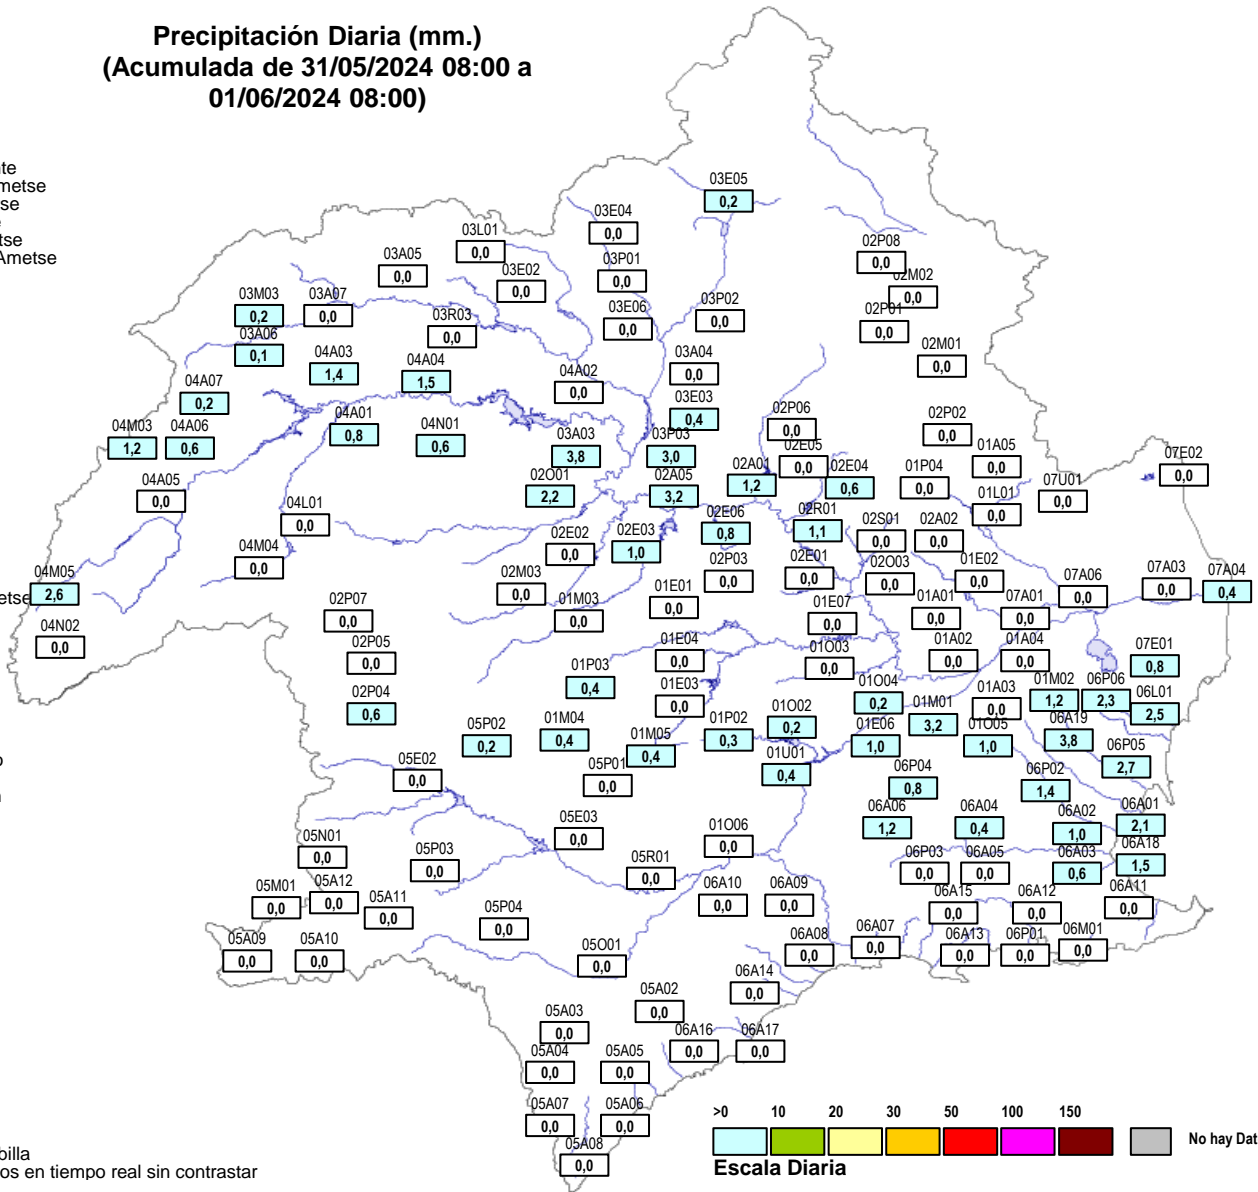 Precipitación Diaria (mm.)
(Acumulada de 31/05/2024 08:00 a
01/06/2024 08:00)
nte
metse
tse
e
tse
Ametse
03E05
0,2
03E04
0,0
03L01
0,0
03A05
0,0
03P01
0,0
03E02
0,0
02P08
0,0
02M02
0,0
03M03
0,2
03A07
0,0
03R03
0,0
03E06
0,0
03P02
0,0
02P01
0,0
03A06
0,1
04A03
1,4
04A04
1,5
04A02
0,0
03A04
0,0
02M01
0,0
04A07
0,2
03E03
0,4
04M03
1,2
04A06
0,6
04A01
0,8
04N01
0,6
03A03
3,8
03P03
3,0
02P06
0,0
02P02
0,0
02E05
0,0
01A05
0,0
07E02
0,0
04A05
0,0
02O01
2,2
02A05
3,2
02A01
1,2
02E04
0,6
01P04
0,0
07U01
0,0
04L01
0,0
01L01
0,0
02E06
0,8
02R01
1,1
02S01
0,0
02A02
0,0
04M04
0,0
02E02
0,0
02E03
1,0
02P03
0,0
02E01
0,0
02O03
0,0
01E02
0,0
04M05
2,6
etse
02M03
0,0
07A06
0,0
07A03
0,0
07A04
0,4
02P07
0,0
01M03
0,0
01E01
0,0
01E07
0,0
01A01
0,0
07A01
0,0
04N02
0,0
02P05
0,0
01E04
0,0
01O03
0,0
01A02
0,0
01A04
0,0
07E01
0,8
01P03
0,4
01E03
0,0
01O04
0,2
01A03
0,0
01M02
1,2
06P06
2,3
06L01
2,5
02P04
0,6
01M01
3,2
05P02
0,2
01M04
0,4
01M05
0,4
01P02
0,3
01O02
0,2
01E06
1,0
01O05
1,0
06A19
3,8
06P05
2,7
05E02
0,0
05P01
0,0
01U01
0,4
06P04
0,8
06P02
1,4
05E03
0,0
01O06
0,0
06A06
1,2
06A04
0,4
06A02
1,0
06A01
2,1
05N01
0,0
05P03
0,0
05R01
0,0
06P03
0,0
06A05
0,0
06A03
0,6
06A18
1,5
05M01
0,0
05A12
0,0
05A11
0,0
06A10
0,0
06A09
0,0
06A15
0,0
06A12
0,0
06A11
0,0
05P04
0,0
05A09
0,0
05A10
0,0
05O01
0,0
06A08
0,0
06A07
0,0
06A13
0,0
06P01
0,0
06M01
0,0
06A14
0,0
05A03
0,0
05A02
0,0
06A16
0,0
06A17
0,0
05A04
0,0
05A05
0,0
05A07
0,0
05A06
0,0
05A08
0,0
>0 10 20 30 50 100 150
No hay Dat
Escala Diaria
billa
os en tiempo real sin contrastar